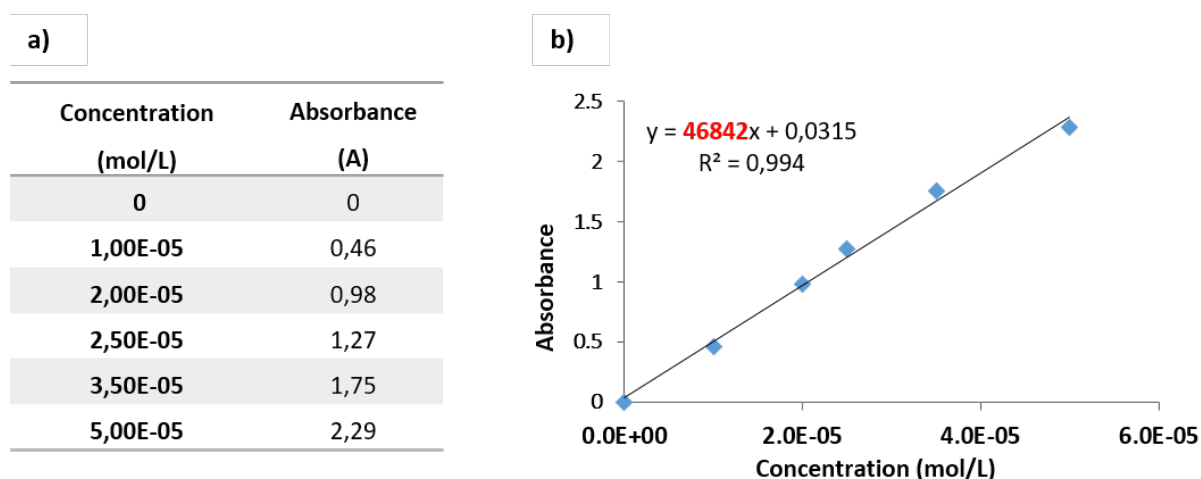 a)
Concentration Absorbance
(mol/L) (A)
0 0
1,00E-05 0,46
2,00E-05 0,98
2,50E-05 1,27
3,50E-05 1,75
5,00E-05 2,29
b)
y = 46842x + 0,0315
R² = 0,994
2.5
2
1.5
1
0.5
0
Absorbance
0.0E+00 2.0E-05 4.0E-05 6.0E-05
Concentration (mol/L)